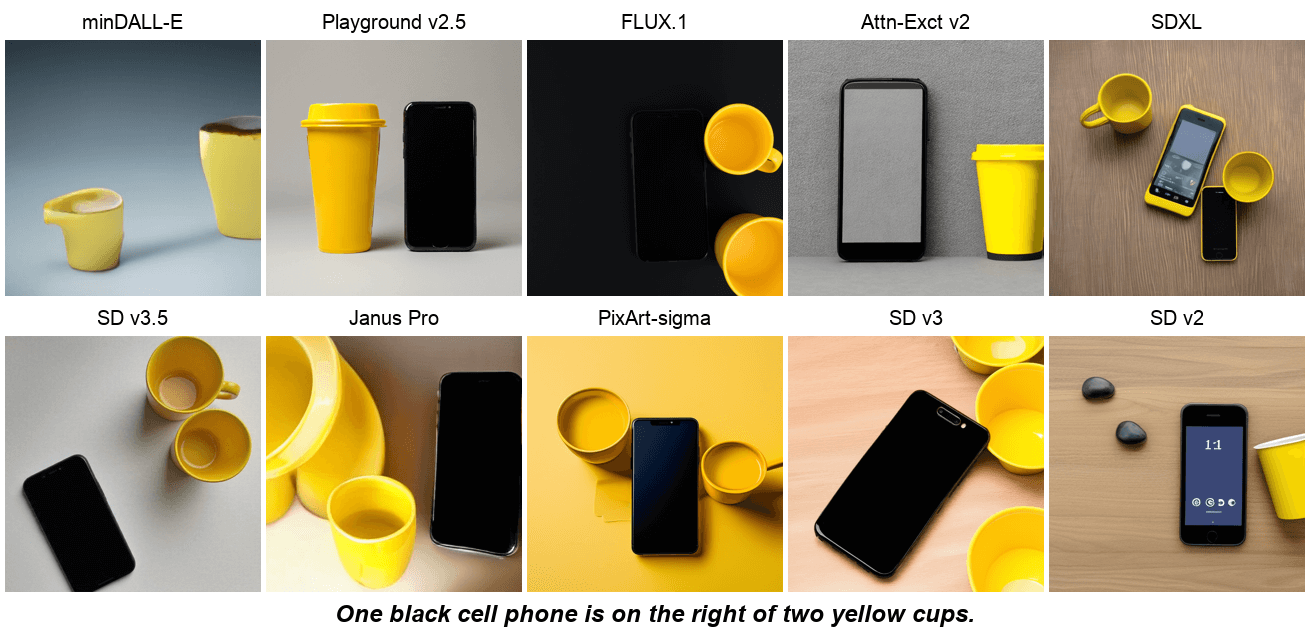 minDALL-E
Playground v2.5
FLUX.1
Attn-Exct v2
SDXL
SD v3.5
Janus Pro
PixArt-sigma
SD v3
SD v2
1:1
One black cell phone is on the right of two yellow cups.